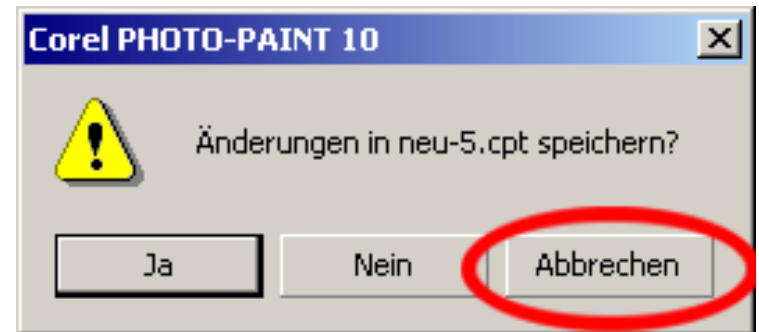 Corel PHOTO-PAINT 10
Änderungen in neu-5.cpt speichern?
Ja Nein Abbrechen